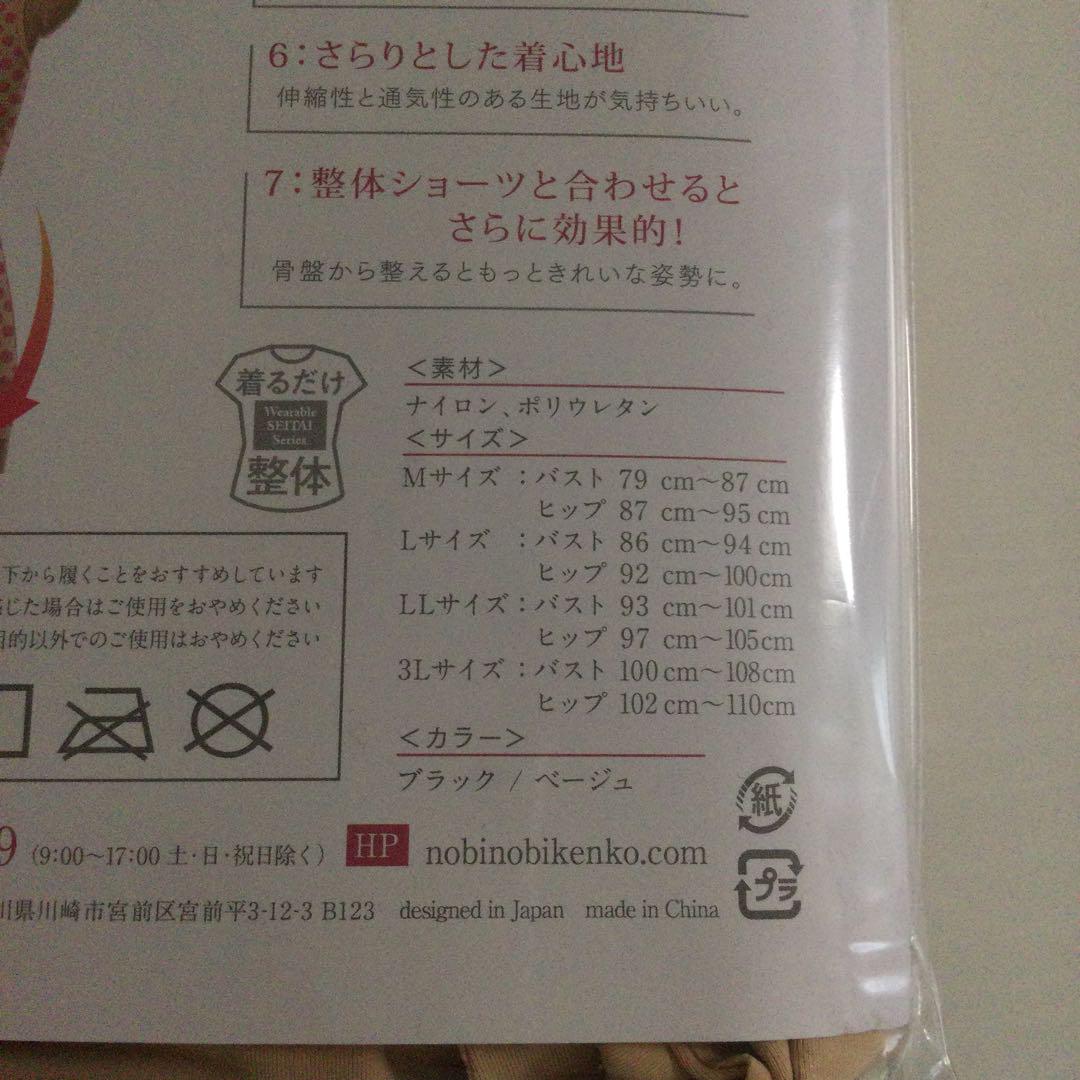 6：さらりとした着心地
伸縮性と通気性のある生地が気持ちいい。
7：整体ショーツと合わせると
さらに効果的！
骨盤から整えるともっときれいな姿勢に。
着るだけ
Wearable
SEITAI
Series
整体
＜素材＞
ナイロン、ポリウレタン
＜サイズ＞
Mサイズ：バスト 79 cm〜87 cm
ヒップ 87 cm〜95 cm
Lサイズ：バスト 86 cm〜94 cm
ヒップ 92 cm〜100cm
LLサイズ：バスト 93 cm〜101cm
ヒップ 97 cm〜105cm
3Lサイズ：バスト 100cm〜108cm
ヒップ 102cm〜110cm
＜カラー＞
ブラック / ベージュ
下から履くことをおすすめしています
じた場合はご使用をおやめください
的以外でのご使用はおやめください
紙
プラ
9（9:00〜17:00 土・日・祝日除く） HP nobinobikenko.com
川県川崎市宮前区宮前平3-12-3 B123 designed in Japan made in China